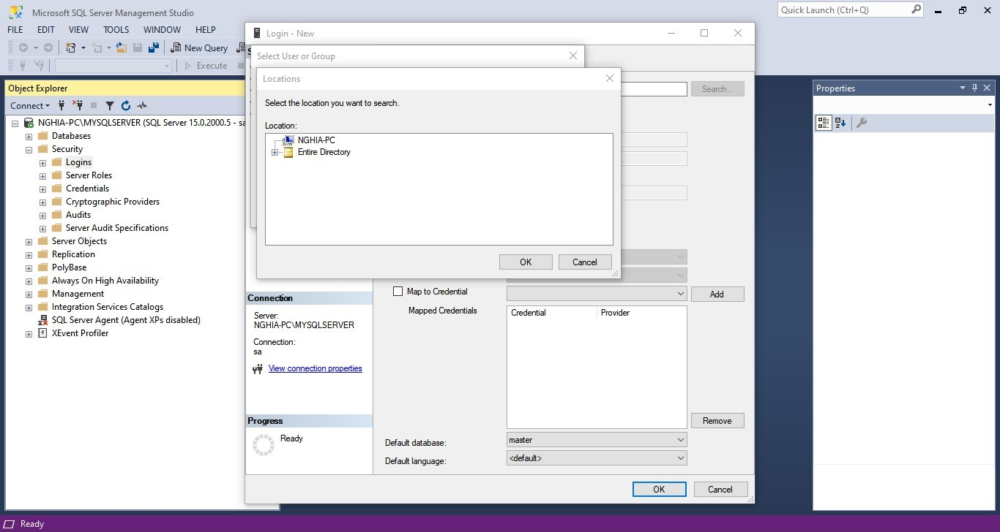 Microsoft SQL Server Management Studio
Quick Launch (Ctrl+Q)
FILE EDIT VIEW TOOLS WINDOW HELP
New Query
Execute
Object Explorer
Connect
NGHIA-PC\MYSQLSERVER (SQL Server 15.0.2000.5 - sa
Databases
Security
Logins
Server Roles
Credentials
Cryptographic Providers
Audits
Server Audit Specifications
Server Objects
Replication
PolyBase
Always On High Availability
Management
Integration Services Catalogs
SQL Server Agent (Agent XPs disabled)
XEvent Profiler
Login - New
Select User or Group
Locations
Select the location you want to search.
Location:
NGHIA-PC
Entire Directory
OK Cancel
Search...
Map to Credential
Add
Mapped Credentials
Credential Provider
Remove
Default database:
master
Default language:
<default>
Connection
Server:
NGHIA-PC\MYSQLSERVER
Connection:
sa
View connection properties
Progress
Ready
OK Cancel
Properties
Ready